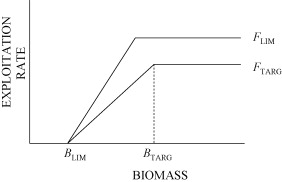 EXPLOITATION
RATE
F_LIM
F_TARG
B_LIM
B_TARG
BIOMASS